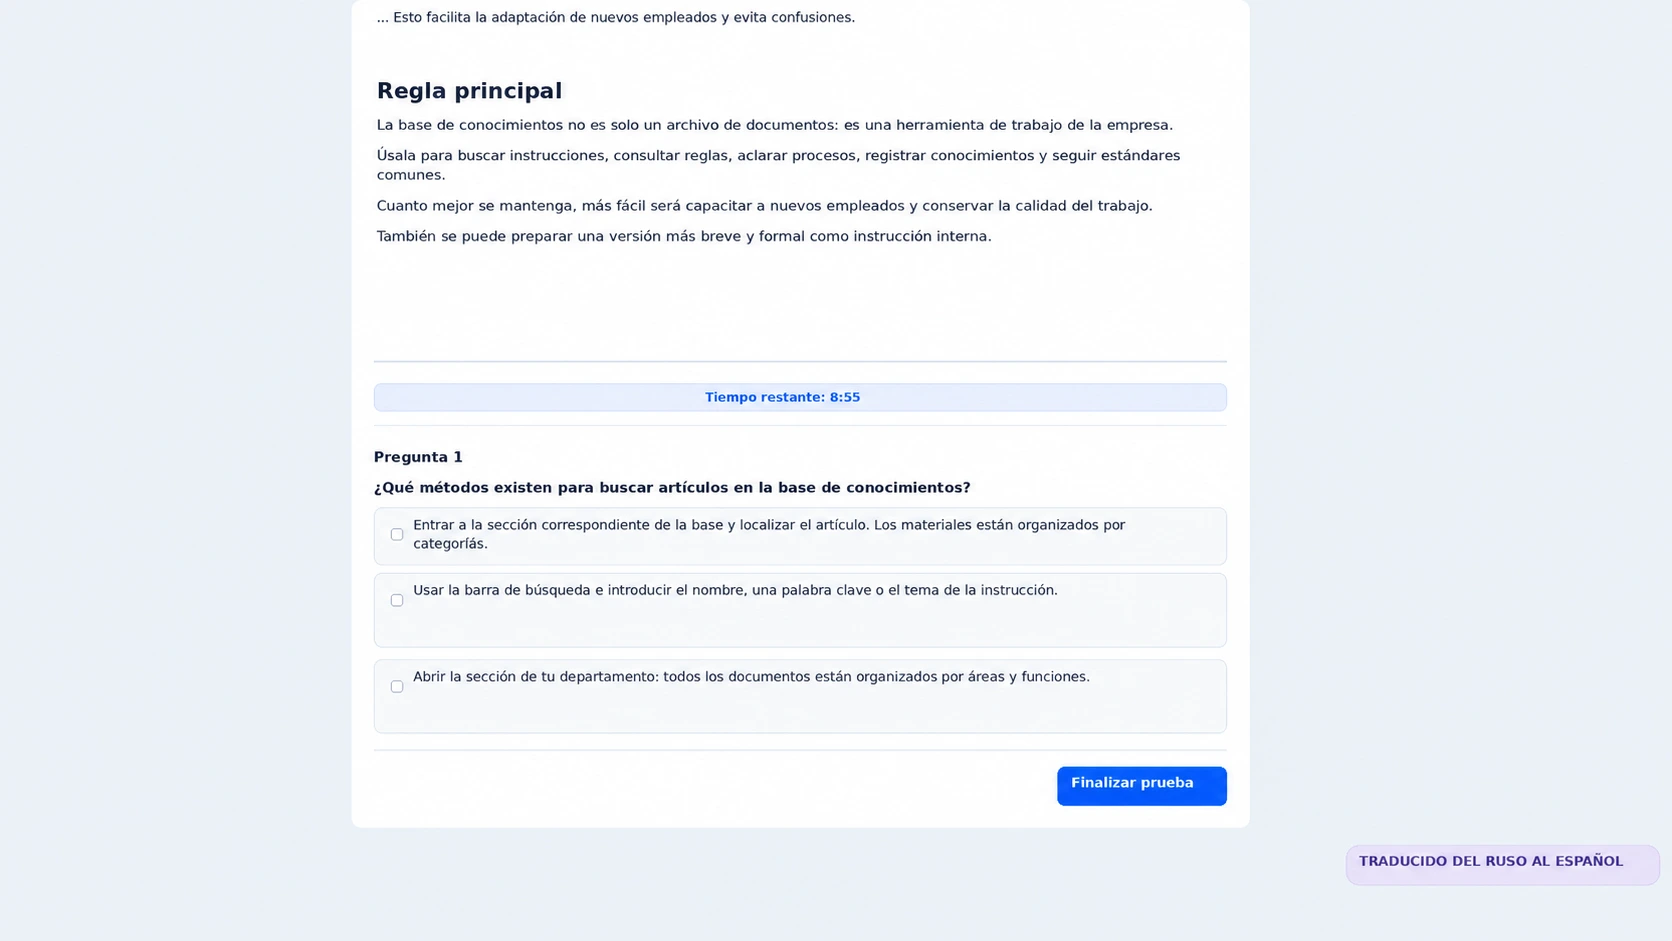 ... Esto facilita la adaptación de nuevos empleados y evita confusiones.
Regla principal
La base de conocimientos no es solo un archivo de documentos: es una herramienta de trabajo de la empresa.
Úsala para buscar instrucciones, consultar reglas, aclarar procesos, registrar conocimientos y seguir estándares
comunes.
Cuanto mejor se mantenga, más fácil será capacitar a nuevos empleados y conservar la calidad del trabajo.
También se puede preparar una versión más breve y formal como instrucción interna.
Tiempo restante: 8:55
Pregunta 1
¿Qué métodos existen para buscar artículos en la base de conocimientos?
Entrar a la sección correspondiente de la base y localizar el artículo. Los materiales están organizados por
categoríás.
Usar la barra de búsqueda e introducir el nombre, una palabra clave o el tema de la instrucción.
Abrir la sección de tu departamento: todos los documentos están organizados por áreas y funciones.
Finalizar prueba
TRADUCIDO DEL RUSO AL ESPAÑOL